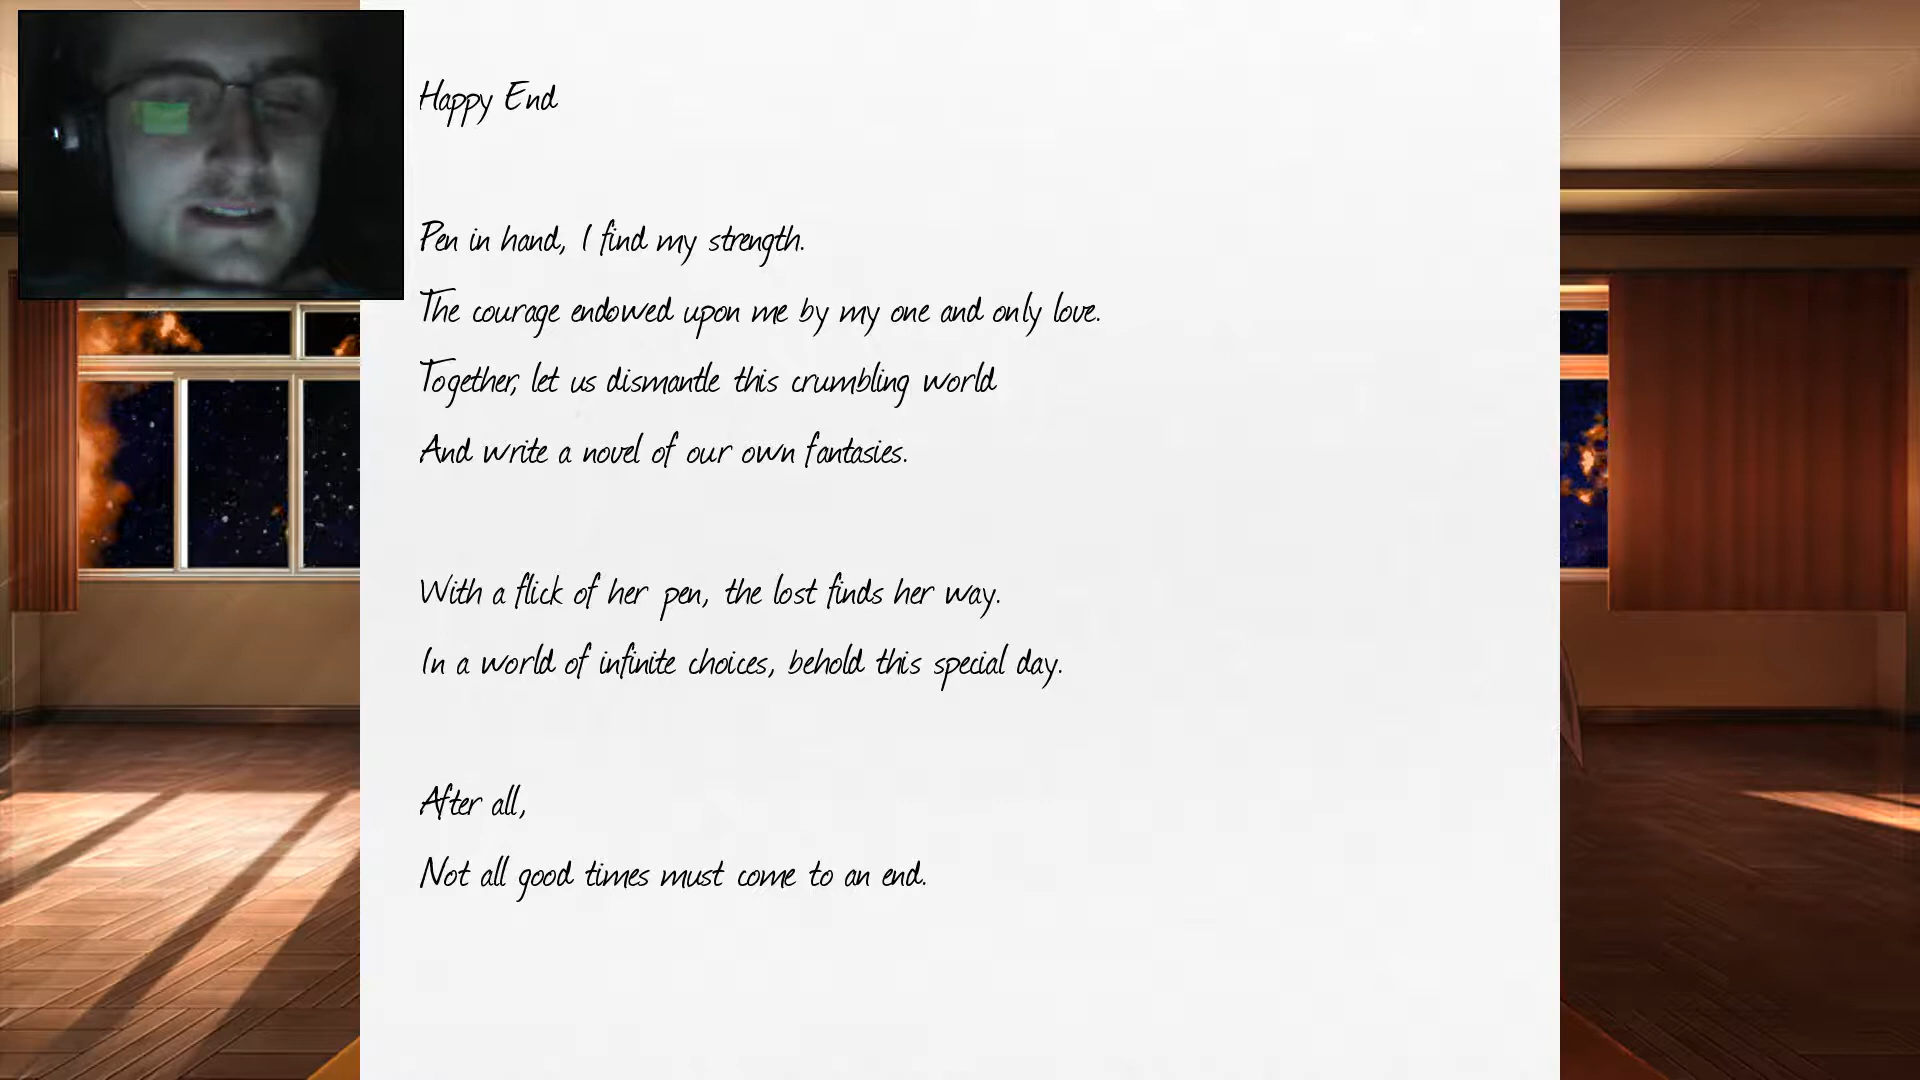 Happy End
Pen in hand, I find my strength.
The courage endowed upon me by my one and only love.
Together, let us dismantle this crumbling world
And write a novel of our own fantasies.
With a flick of her pen, the lost finds her way.
In a world of infinite choices, behold this special day.
After all,
Not all good times must come to an end.